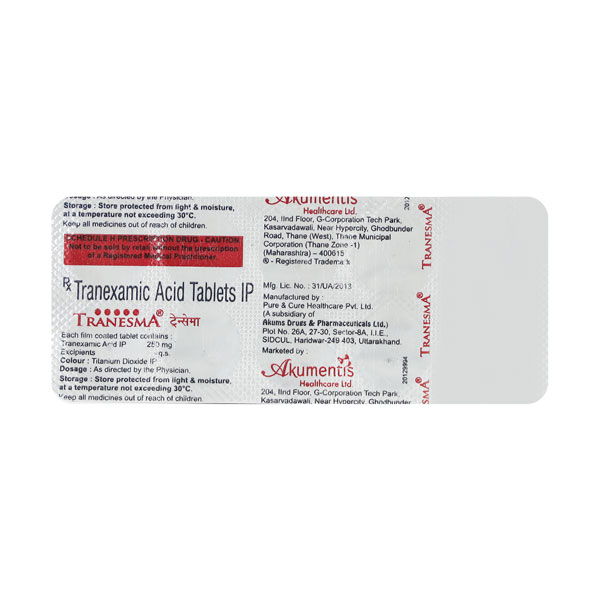 Dosage : As directed by the Physician.
Storage : Store protected from light & moisture,
at a temperature not exceeding 30°C.
Keep all medicines out of reach of children.
SCHEDULE H PRESCRIPTION DRUG - CAUTION
Not to be sold by retail without the prescription
of a Registered Medical Practitioner.
Rx Tranexamic Acid Tablets IP
TRANESMA® ट्रेनेस्मा
Each film coated tablet contains :
Tranexamic Acid IP 250 mg
Excipients q.s.
Colour : Titanium Dioxide IP
Dosage : As directed by the Physician.
Storage : Store protected from light & moisture,
at a temperature not exceeding 30°C.
Keep all medicines out of reach of children.
Akumentis
Healthcare Ltd.
204, IInd Floor, G-Corporation Tech Park,
Kasarvadawali, Near Hypercity, Ghodbunder
Road, Thane (West), Thane Municipal
Corporation (Thane Zone -1)
(Maharashtra) – 400615
® - Registered Trademark
Mfg. Lic. No. : 31/UA/2013
Manufactured by :
Pure & Cure Healthcare Pvt. Ltd.
(A subsidiary of
Akums Drugs & Pharmaceuticals Ltd.)
Plot No. 26A, 27-30, Sector-8A, I.I.E.,
SIDCUL, Haridwar-249 403, Uttarakhand.
Marketed by :
Akumentis
Healthcare Ltd.
204, IInd Floor, G-Corporation Tech Park,
Kasarvadawali, Near Hypercity, Ghodbunder
201
20129994
TRANESMA®
TRANESMA®